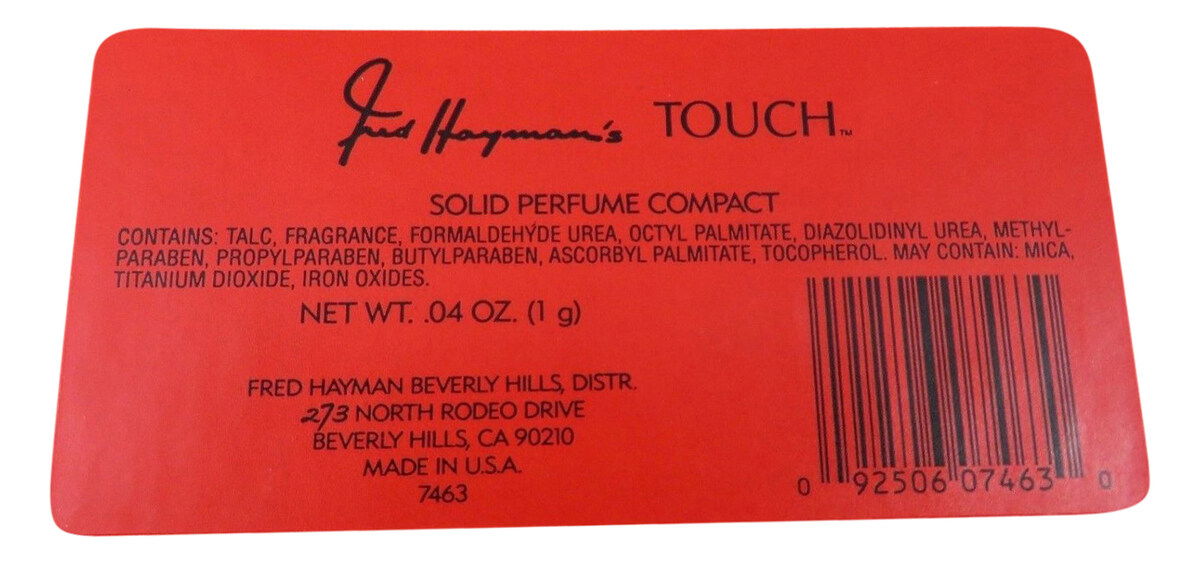 Fred Hayman's TOUCH™
SOLID PERFUME COMPACT
CONTAINS: TALC, FRAGRANCE, FORMALDEHYDE UREA, OCTYL PALMITATE, DIAZOLIDINYL UREA, METHYL-
PARABEN, PROPYLPARABEN, BUTYLPARABEN, ASCORBYL PALMITATE, TOCOPHEROL. MAY CONTAIN: MICA,
TITANIUM DIOXIDE, IRON OXIDES.
NET WT. .04 OZ. (1 g)
FRED HAYMAN BEVERLY HILLS, DISTR.
273 NORTH RODEO DRIVE
BEVERLY HILLS, CA 90210
MADE IN U.S.A.
7463
0 92506 07463 0